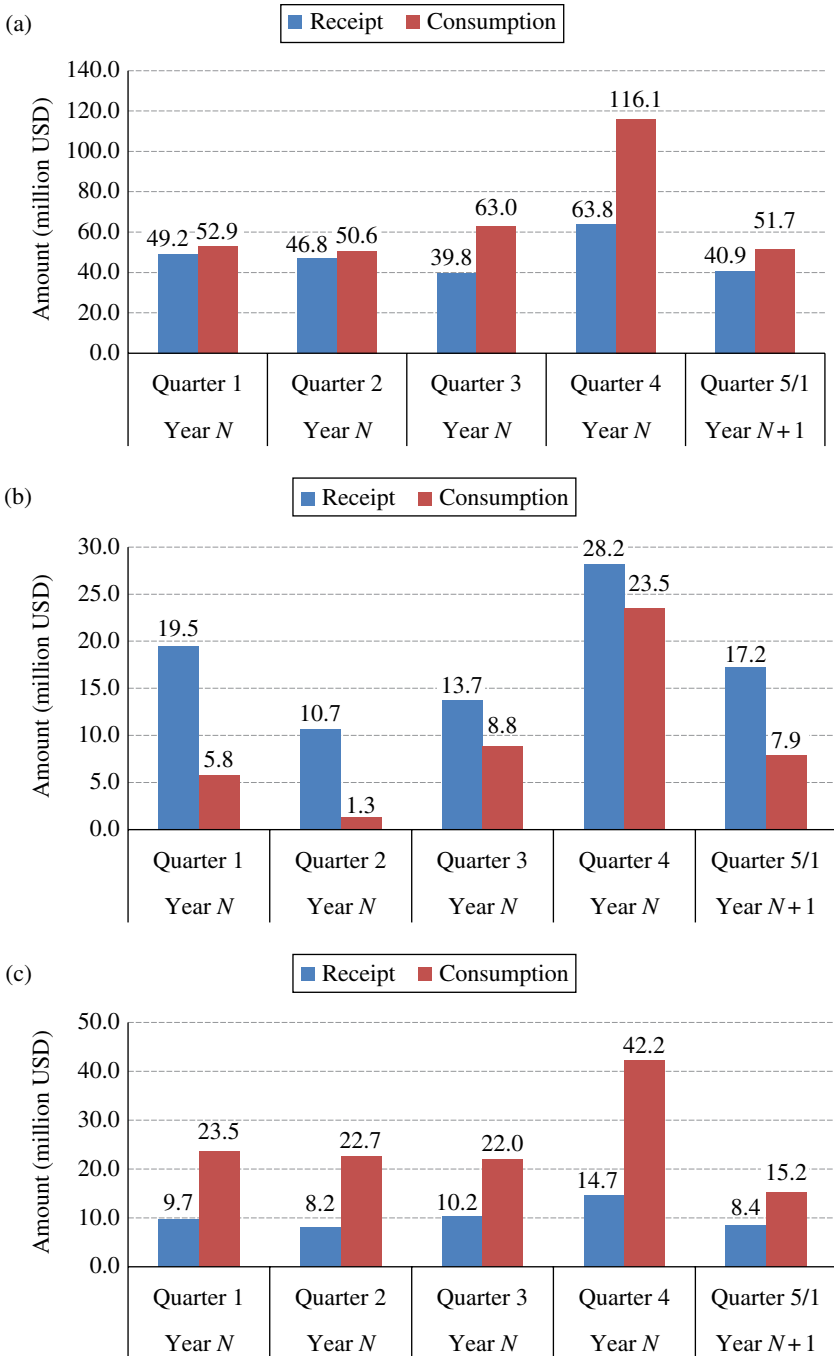 (a)
Receipt Consumption
Amount (million USD)
140.0
120.0
100.0
80.0
60.0
40.0
20.0
0.0
49.2 52.9 46.8 50.6 39.8 63.0 63.8 116.1 40.9 51.7
Quarter 1 Quarter 2 Quarter 3 Quarter 4 Quarter 5/1
Year N Year N Year N Year N Year N+1
(b)
Receipt Consumption
Amount (million USD)
30.0
25.0
20.0
15.0
10.0
5.0
0.0
19.5 5.8 10.7 1.3 13.7 8.8 28.2 23.5 17.2 7.9
Quarter 1 Quarter 2 Quarter 3 Quarter 4 Quarter 5/1
Year N Year N Year N Year N Year N+1
(c)
Receipt Consumption
Amount (million USD)
50.0
40.0
30.0
20.0
10.0
0.0
9.7 23.5 8.2 22.7 10.2 22.0 14.7 42.2 8.4 15.2
Quarter 1 Quarter 2 Quarter 3 Quarter 4 Quarter 5/1
Year N Year N Year N Year N Year N+1